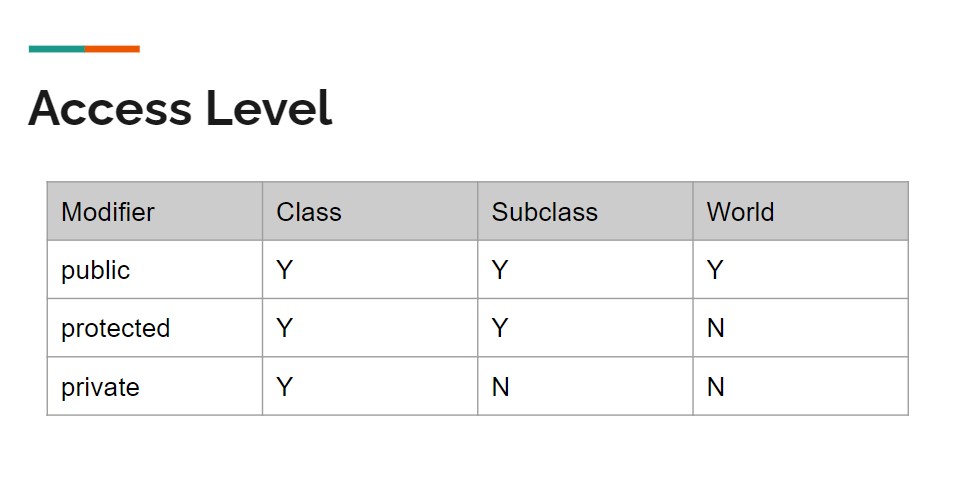 Access Level
Modifier Class Subclass World
public Y Y Y
protected Y Y N
private Y N N